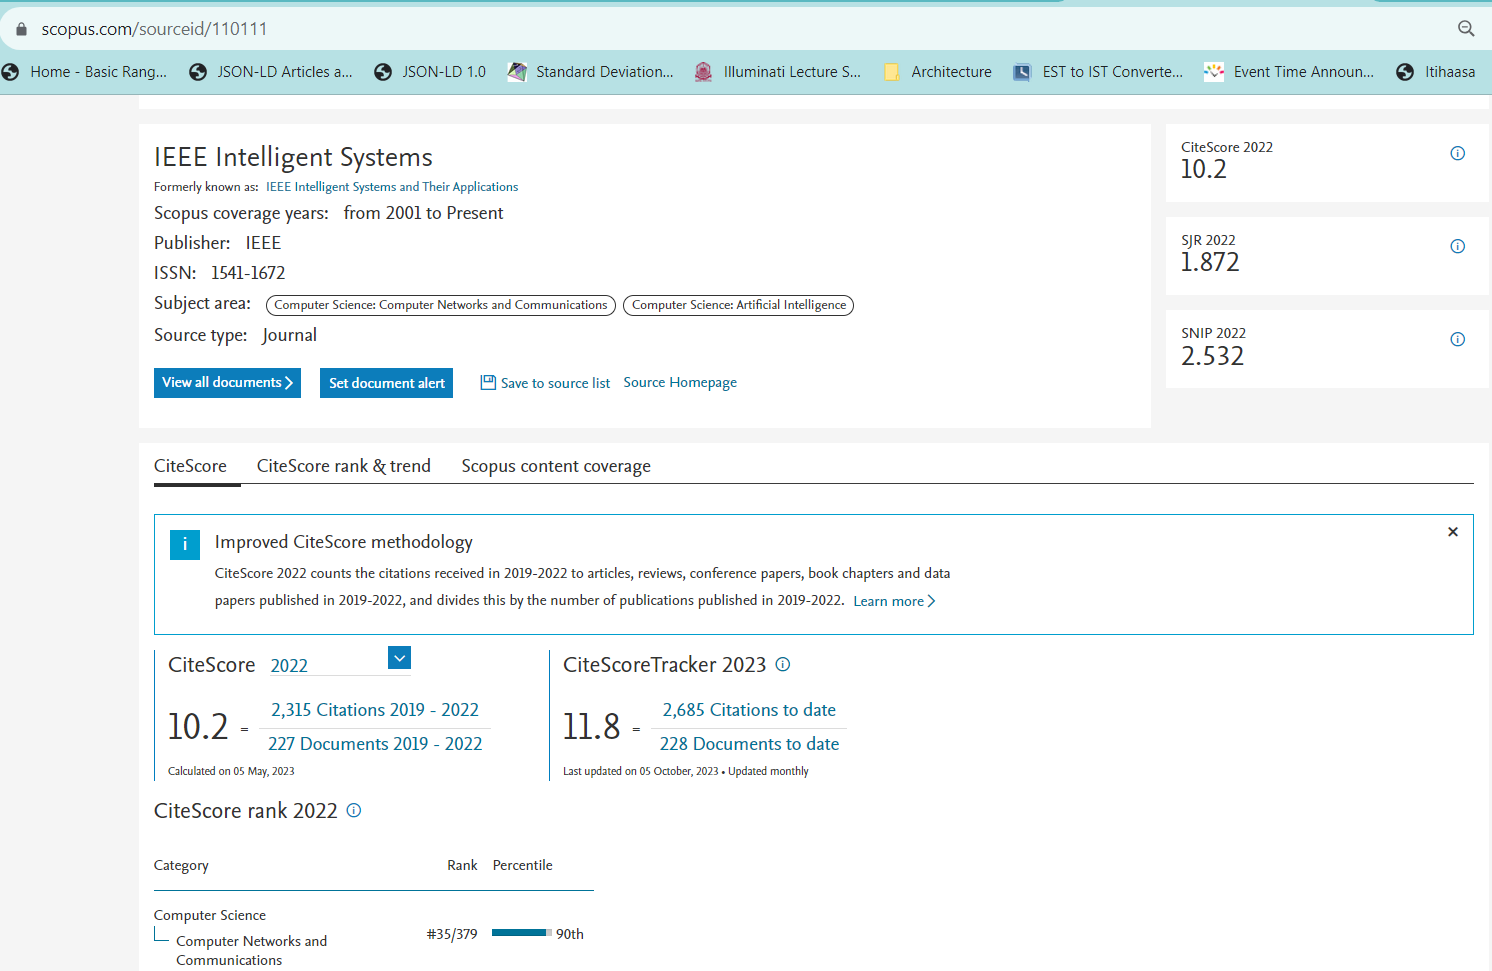 scopus.com/sourceid/110111
Home - Basic Rang... JSON-LD Articles a... JSON-LD 1.0 Standard Deviation... Illuminati Lecture S... Architecture EST to IST Converte... Event Time Announ... Itihaasa
IEEE Intelligent Systems
Formerly known as: IEEE Intelligent Systems and Their Applications
Scopus coverage years: from 2001 to Present
Publisher: IEEE
ISSN: 1541-1672
Subject area: Computer Science: Computer Networks and Communications Computer Science: Artificial Intelligence
Source type: Journal
View all documents > Set document alert Save to source list Source Homepage
CiteScore 2022
10.2
SJR 2022
1.872
SNIP 2022
2.532
CiteScore CiteScore rank & trend Scopus content coverage
i Improved CiteScore methodology
CiteScore 2022 counts the citations received in 2019-2022 to articles, reviews, conference papers, book chapters and data
papers published in 2019-2022, and divides this by the number of publications published in 2019-2022. Learn more >
CiteScore 2022
10.2 = 2,315 Citations 2019 - 2022
227 Documents 2019 - 2022
Calculated on 05 May, 2023
CiteScoreTracker 2023
11.8 = 2,685 Citations to date
228 Documents to date
Last updated on 05 October, 2023 • Updated monthly
CiteScore rank 2022
Category Rank Percentile
Computer Science
Computer Networks and
Communications
#35/379 90th